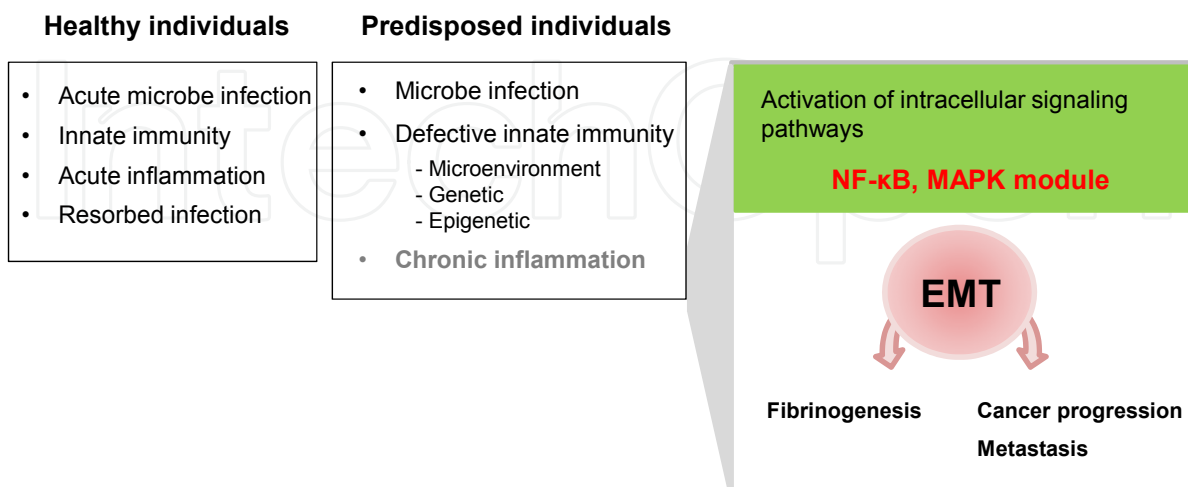 Healthy individuals
• Acute microbe infection
• Innate immunity
• Acute inflammation
• Resorbed infection
Predisposed individuals
• Microbe infection
• Defective innate immunity
- Microenvironment
- Genetic
- Epigenetic
• Chronic inflammation
Activation of intracellular signaling
pathways
NF-κB, MAPK module
EMT
Fibrinogenesis
Cancer progression
Metastasis
IntechOpen